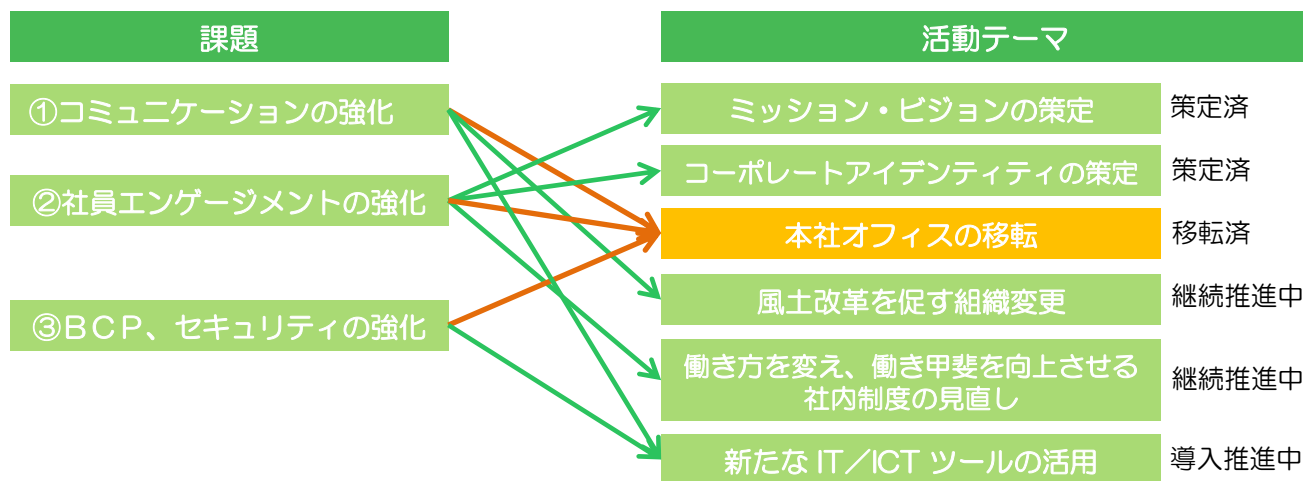 課題
活動テーマ
①コミュニケーションの強化
ミッション・ビジョンの策定
策定済
コーポレートアイデンティティの策定
策定済
②社員エンゲージメントの強化
本社オフィスの移転
移転済
風土改革を促す組織変更
継続推進中
③BCP、セキュリティの強化
働き方を変え、働き甲斐を向上させる
社内制度の見直し
継続推進中
新たな IT/ICT ツールの活用
導入推進中